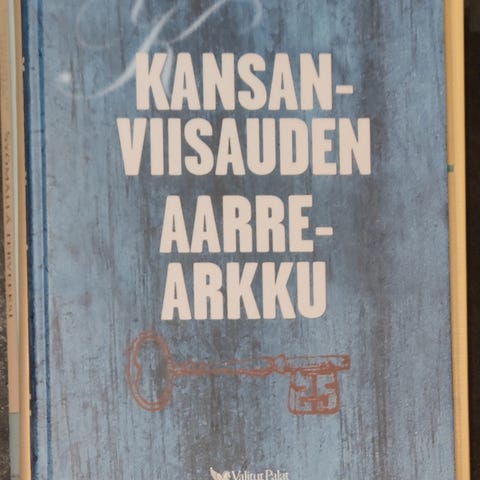 KANSAN-
VIISAUDEN
AARRE-
ARKKU
Valitut Palat